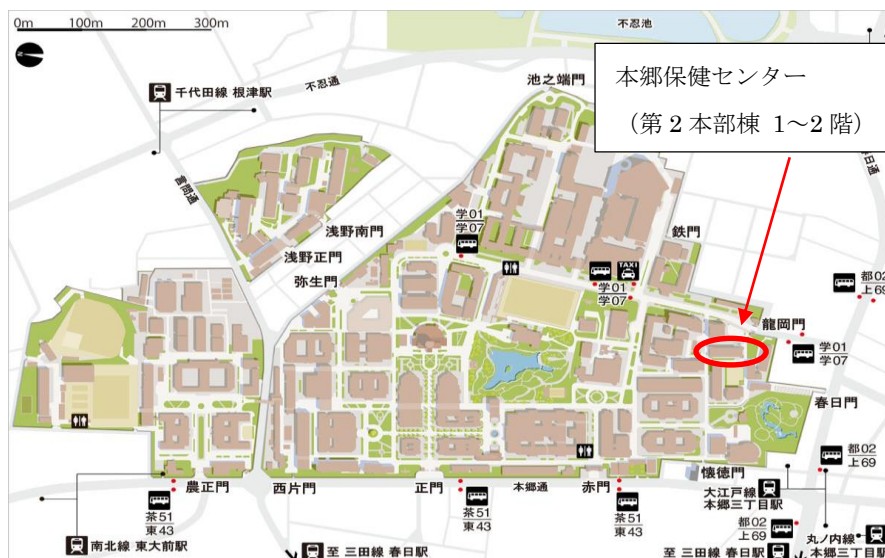 0m 100m 200m 300m
不忍池
本郷保健センター
（第 2 本部棟 1～2 階）
池之端門
不忍通
千代田線 根津駅
言問通
春日通
浅野南門
浅野正門
弥生門
学01
学07
鉄門
TAXI
学01
学07
都02
上69
龍岡門
学01
学07
春日門
都02
上69
懐徳門
大江戸線
本郷三丁目駅
農正門
西片門
正門
本郷通
赤門
茶51
東43
茶51
東43
茶51
東43
都02
上69
南北線 東大前駅
至 三田線 春日駅
至 三田線 春日駅
丸ノ内線
本郷三丁目駅